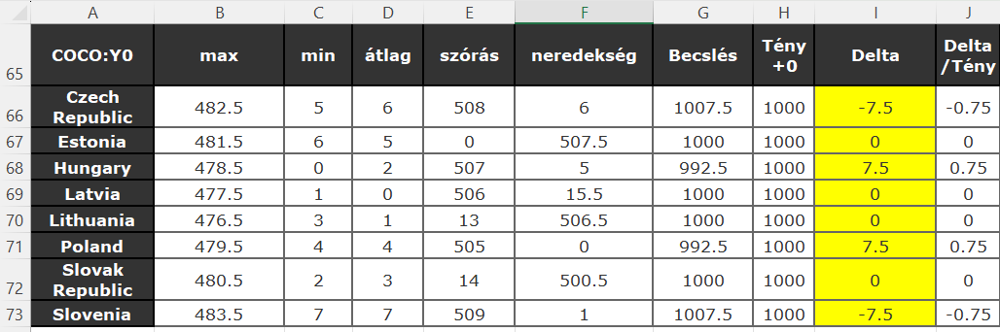 A B C D E F G H I J
65 COCO:Y0 max min átlag szórás neredekség Becslés Tény +0 Delta Delta /Tény
66 Czech Republic 482.5 5 6 508 6 1007.5 1000 -7.5 -0.75
67 Estonia 481.5 6 5 0 507.5 1000 1000 0 0
68 Hungary 478.5 0 2 507 5 992.5 1000 7.5 0.75
69 Latvia 477.5 1 0 506 15.5 1000 1000 0 0
70 Lithuania 476.5 3 1 13 506.5 1000 1000 0 0
71 Poland 479.5 4 4 505 0 992.5 1000 7.5 0.75
72 Slovak Republic 480.5 2 3 14 500.5 1000 1000 0 0
73 Slovenia 483.5 7 7 509 1 1007.5 1000 -7.5 -0.75